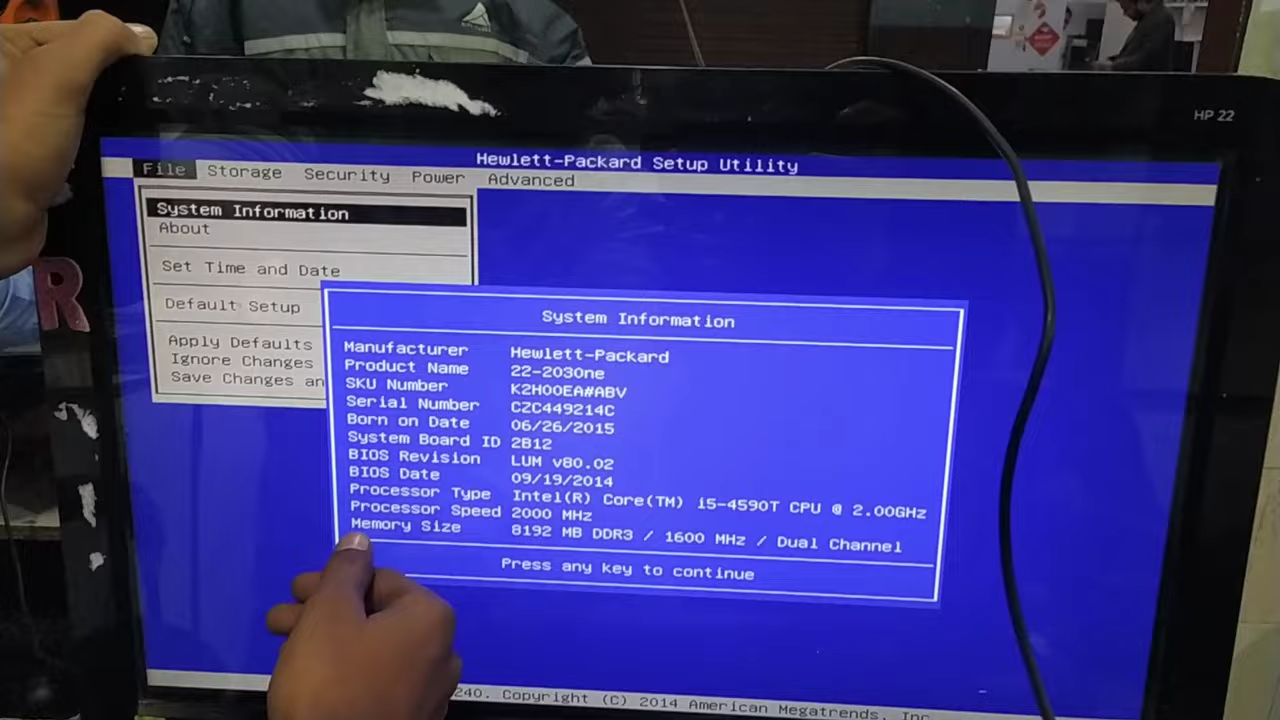 HP 22
Hewlett-Packard Setup Utility
File Storage Security Power Advanced
System Information
About
Set Time and Date
Default Setup
Apply Defaults
Ignore Changes
Save Changes an
System Information
Manufacturer Hewlett-Packard
Product Name 22-2030ne
SKU Number K2H00EA#ABV
Serial Number CZC449214C
Born on Date 06/26/2015
System Board ID 2B12
BIOS Revision LUM v80.02
BIOS Date 09/19/2014
Processor Type Intel(R) Core(TM) i5-4590T CPU @ 2.00GHz
Processor Speed 2000 MHz
Memory Size 8192 MB DDR3 / 1600 MHz / Dual Channel
Press any key to continue
240. Copyright (C) 2014 American Megatrends, Inc
R